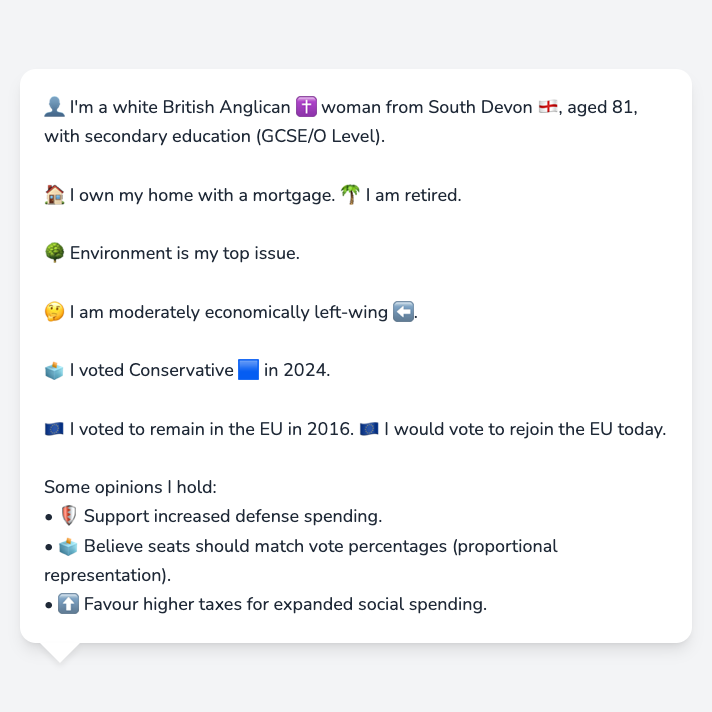 👤 I'm a white British Anglican ✝️ woman from South Devon 🏴󠁧󠁢󠁥󠁮󠁧󠁿, aged 81,
with secondary education (GCSE/O Level).
🏠 I own my home with a mortgage. 🌴 I am retired.
🌳 Environment is my top issue.
🤔 I am moderately economically left-wing ⬅️.
🗳️ I voted Conservative 🟦 in 2024.
🇪🇺 I voted to remain in the EU in 2016. 🇪🇺 I would vote to rejoin the EU today.
Some opinions I hold:
• 🛡️ Support increased defense spending.
• 🗳️ Believe seats should match vote percentages (proportional
representation).
• ⬆️ Favour higher taxes for expanded social spending.